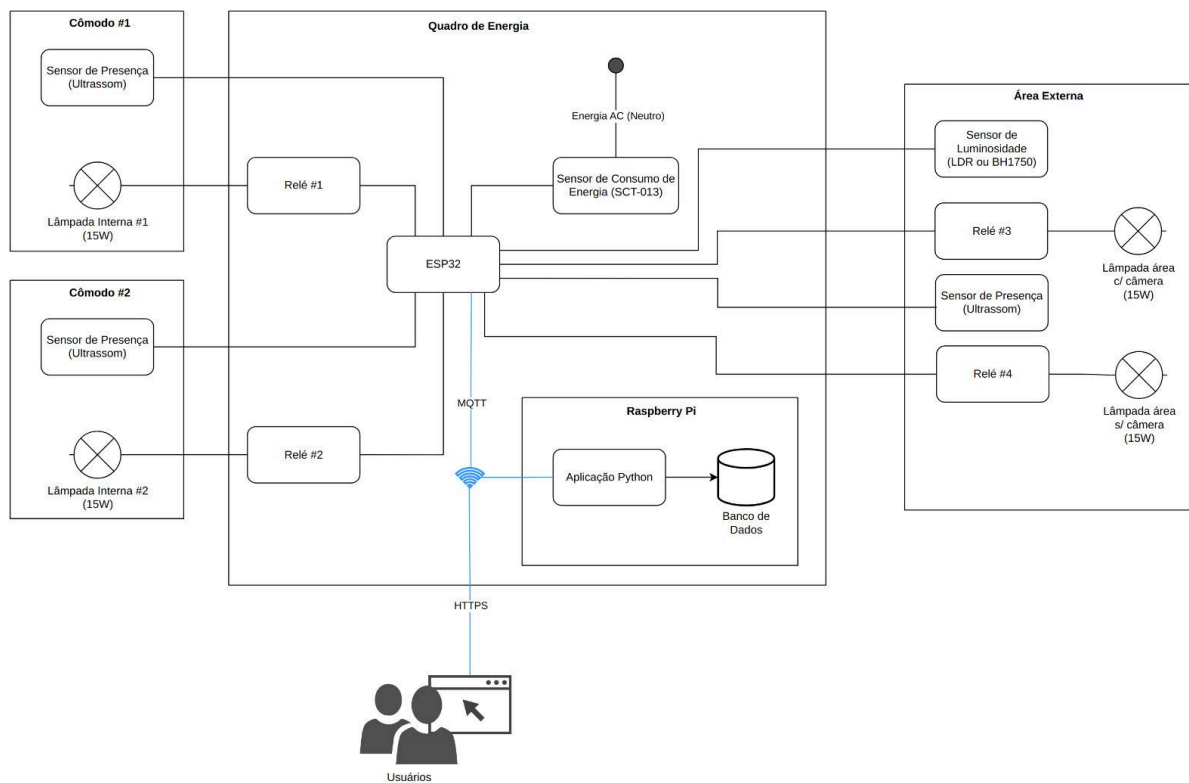 Cômodo #1
Sensor de Presença
(Ultrassom)
Lâmpada Interna #1
(15W)
Cômodo #2
Sensor de Presença
(Ultrassom)
Lâmpada Interna #2
(15W)
Quadro de Energia
Energia AC (Neutro)
Relé #1
Sensor de Consumo de
Energia (SCT-013)
ESP32
MQTT
Relé #2
Raspberry Pi
Aplicação Python
Banco de
Dados
HTTPS
Usuários
Área Externa
Sensor de
Luminosidade
(LDR ou BH1750)
Relé #3
Lâmpada área
c/ câmera
(15W)
Sensor de Presença
(Ultrassom)
Relé #4
Lâmpada área
s/ câmera
(15W)